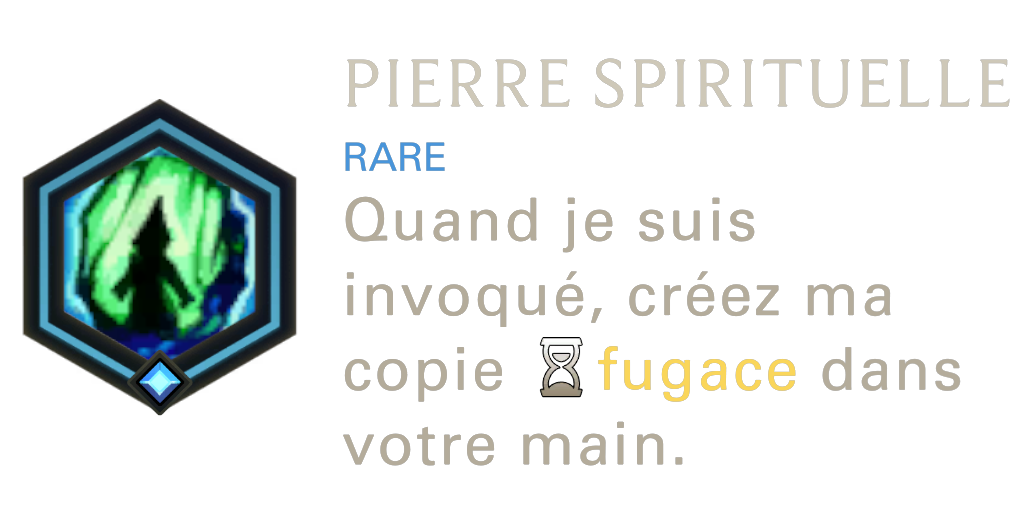 PIERRE SPIRITUELLE
RARE
Quand je suis
invoqué, créez ma
copie fugace dans
votre main.